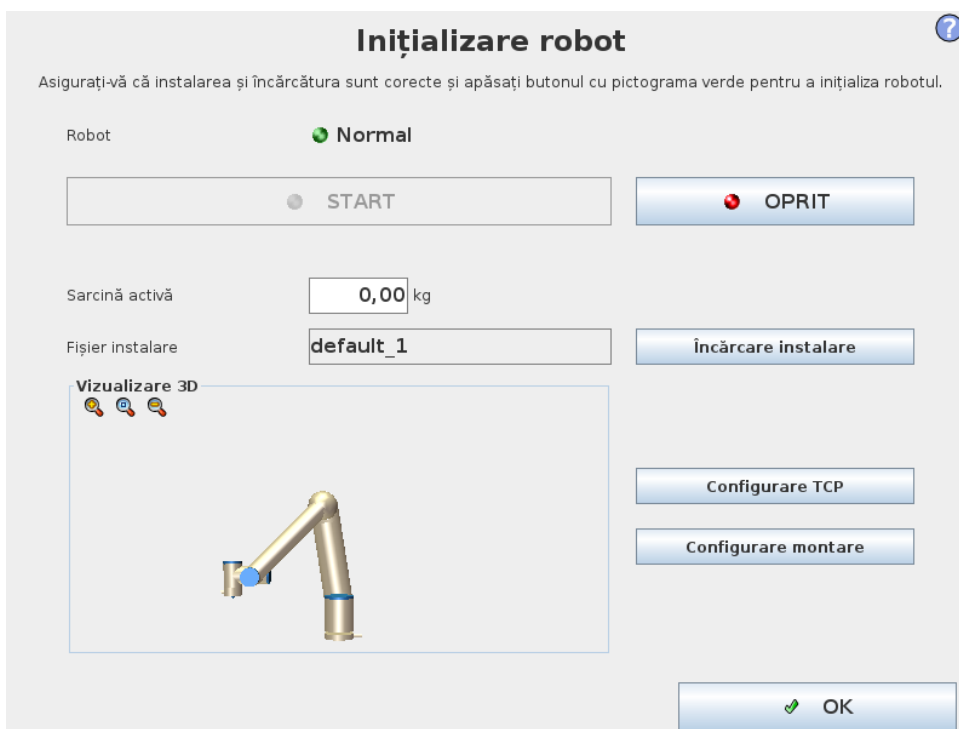 Inițializare robot
?
Asigurați-vă că instalarea și încărcătura sunt corecte și apăsați butonul cu pictograma verde pentru a inițializa robotul.
Robot
Normal
START
OPRIT
Sarcină activă
0,00 kg
Fișier instalare
default_1
Încărcare instalare
Vizualizare 3D
Configurare TCP
Configurare montare
OK